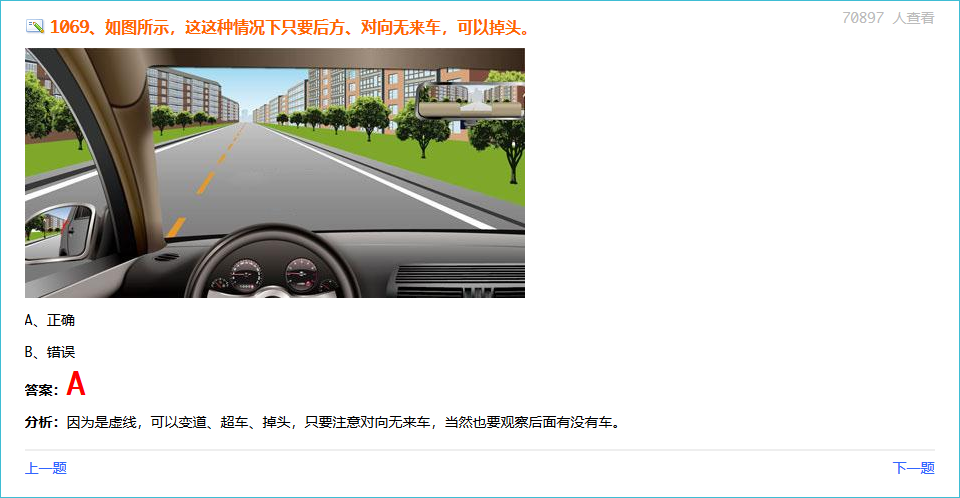 70897 人查看
1069、如图所示，这这种情况下只要后方、对向无来车，可以掉头。
A、正确
B、错误
答案：A
分析：因为是虚线，可以变道、超车、掉头，只要注意对向无来车，当然也要观察后面有没有车。
上一题
下一题